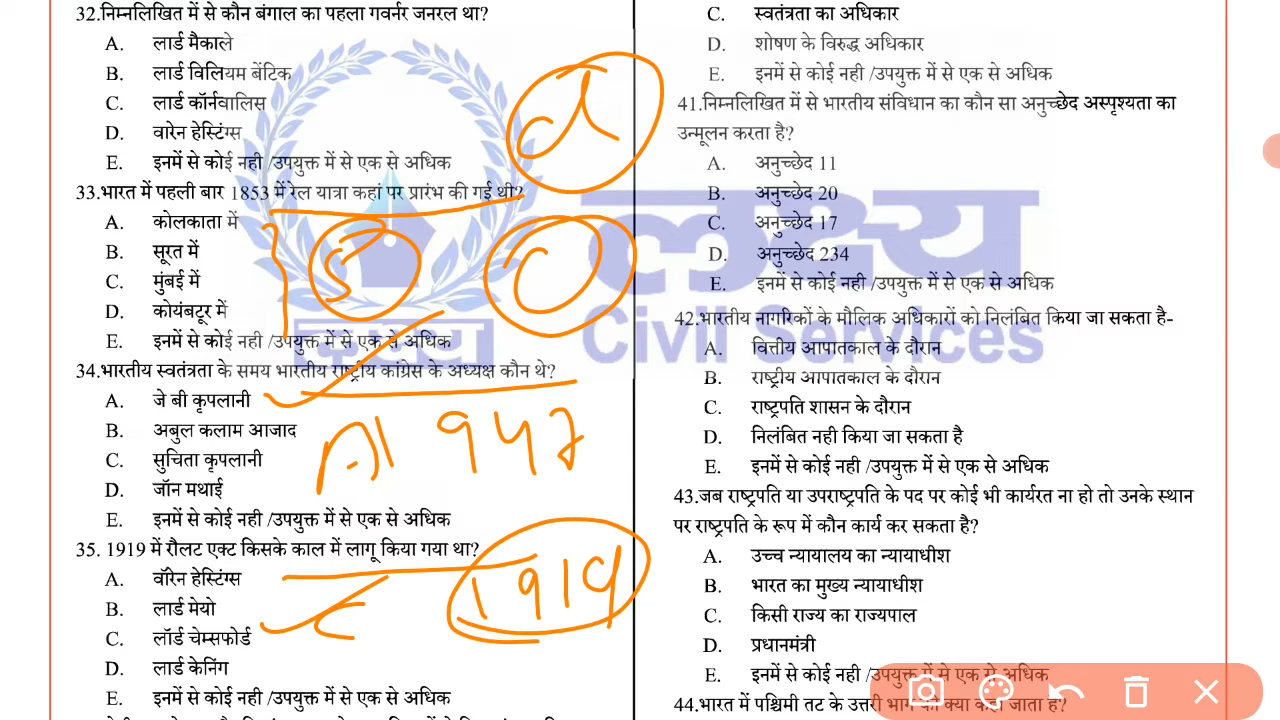 32.निम्नलिखित में से कौन बंगाल का पहला गवर्नर जनरल था?
A. लार्ड मैकाले
B. लार्ड विलियम बेंटिक
C. लार्ड कॉर्नवालिस
D. वारेन हेस्टिंग्स
E. इनमें से कोई नही /उपयुक्त में से एक से अधिक
d
33.भारत में पहली बार 1853 में रेल यात्रा कहां पर प्रारंभ की गई थी?
A. कोलकाता में
B. सूरत में
C. मुंबई में
D. कोयंबटूर में
E. इनमें से कोई नही /उपयुक्त में से एक से अधिक
C
34.भारतीय स्वतंत्रता के समय भारतीय राष्ट्रीय कांग्रेस के अध्यक्ष कौन थे?
A. जे बी कृपलानी
B. अबुल कलाम आजाद
C. सुचिता कृपलानी
D. जॉन मथाई
E. इनमें से कोई नही /उपयुक्त में से एक से अधिक
35. 1919 में रौलट एक्ट किसके काल में लागू किया गया था?
A. वॉरेन हेस्टिंग्स
B. लार्ड मेयो
C. लॉर्ड चेम्सफोर्ड
D. लार्ड केनिंग
E. इनमें से कोई नही /उपयुक्त में से एक से अधिक
1919
C. स्वतंत्रता का अधिकार
D. शोषण के विरुद्ध अधिकार
E. इनमें से कोई नही /उपयुक्त में से एक से अधिक
41.निम्नलिखित में से भारतीय संविधान का कौन सा अनुच्छेद अस्पृश्यता का
उन्मूलन करता है?
A. अनुच्छेद 11
B. अनुच्छेद 20
C. अनुच्छेद 17
D. अनुच्छेद 234
E. इनमें से कोई नही /उपयुक्त में से एक से अधिक
42.भारतीय नागरिकों के मौलिक अधिकारों को निलंबित किया जा सकता है-
A. वित्तीय आपातकाल के दौरान
B. राष्ट्रीय आपातकाल के दौरान
C. राष्ट्रपति शासन के दौरान
D. निलंबित नही किया जा सकता है
E. इनमें से कोई नही /उपयुक्त में से एक से अधिक
43.जब राष्ट्रपति या उपराष्ट्रपति के पद पर कोई भी कार्यरत ना हो तो उनके स्थान
पर राष्ट्रपति के रूप में कौन कार्य कर सकता है?
A. उच्च न्यायालय का न्यायाधीश
B. भारत का मुख्य न्यायाधीश
C. किसी राज्य का राज्यपाल
D. प्रधानमंत्री
E. इनमें से कोई नही /उपयुक्त में से एक से अधिक
44.भारत में पश्चिमी तट के उत्तरी भाग को क्या कहा जाता है?
लक्ष्य
Civil Services
लक्ष्य